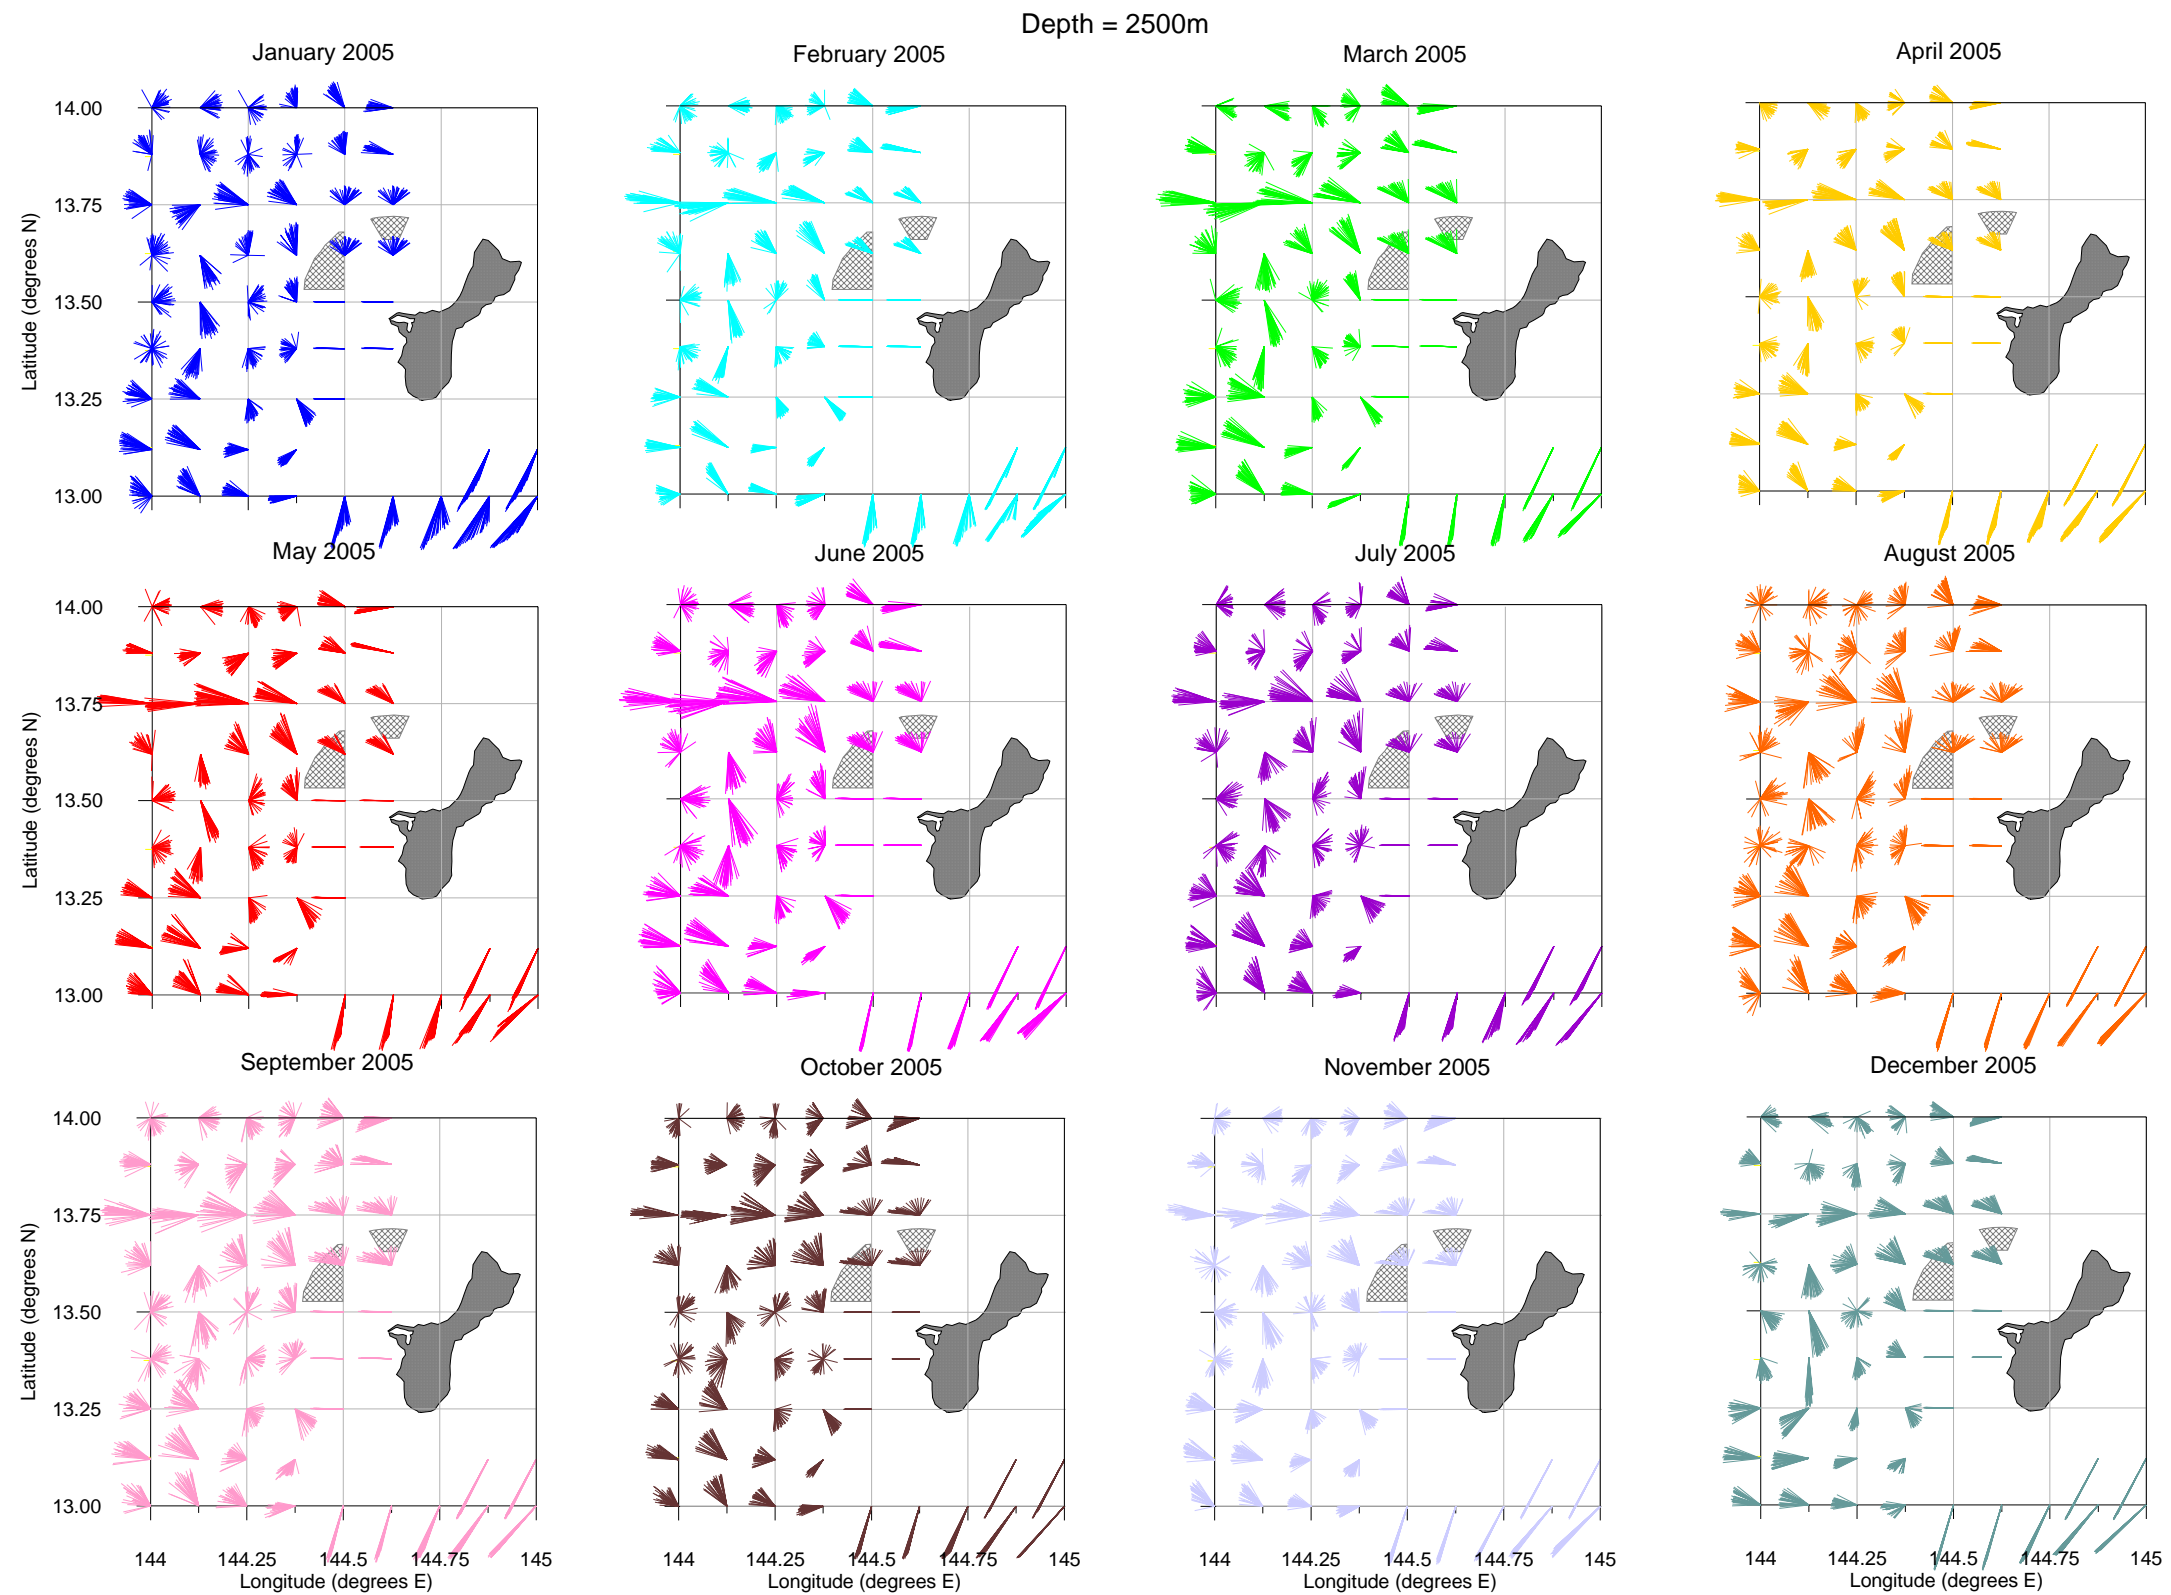 Depth = 2500m
January 2005
February 2005
March 2005
April 2005
14.00
13.75
13.50
13.25
13.00
Latitude (degrees N)
May 2005
June 2005
July 2005
August 2005
14.00
13.75
13.50
13.25
13.00
Latitude (degrees N)
September 2005
October 2005
November 2005
December 2005
14.00
13.75
13.50
13.25
13.00
Latitude (degrees N)
144 144.25 144.5 144.75 145
144 144.25 144.5 144.75 145
144 144.25 144.5 144.75 145
144 144.25 144.5 144.75 145
Longitude (degrees E)
Longitude (degrees E)
Longitude (degrees E)
Longitude (degrees E)